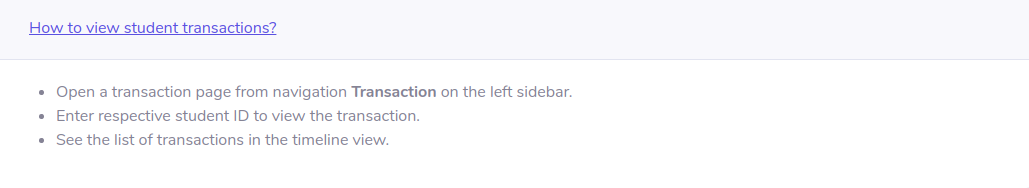 How to view student transactions?
Open a transaction page from navigation Transaction on the left sidebar.
Enter respective student ID to view the transaction.
See the list of transactions in the timeline view.